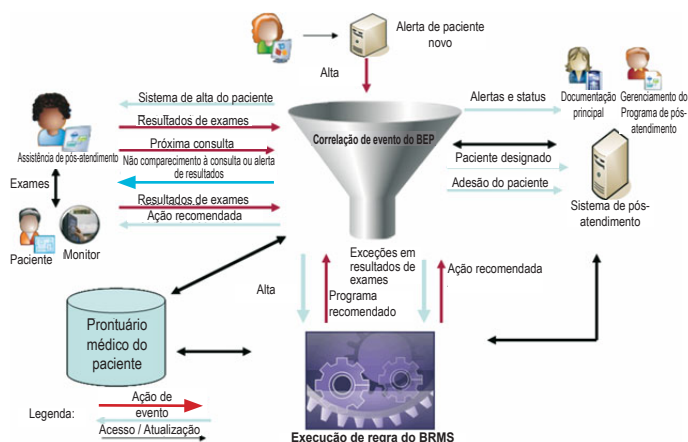 Alerta de paciente
novo
Alta
Sistema de alta do paciente
Resultados de exames
Próxima consulta
Não comparecimento à consulta ou alerta
de resultados
Resultados de exames
Ação recomendada
Assistência de pós-atendimento
Exames
Paciente
Monitor
Correlação de evento do BEP
Alertas e status
Documentação
principal
Gerenciamento do
Programa de pós-
atendimento
Paciente designado
Adesão do paciente
Sistema de pós-
atendimento
Alta
Programa
recomendado
Exceções em
resultados de
exames
Ação recomendada
Prontuário
médico do
paciente
Legenda:
Ação de
evento
Acesso / Atualização
Execução de regra do BRMS